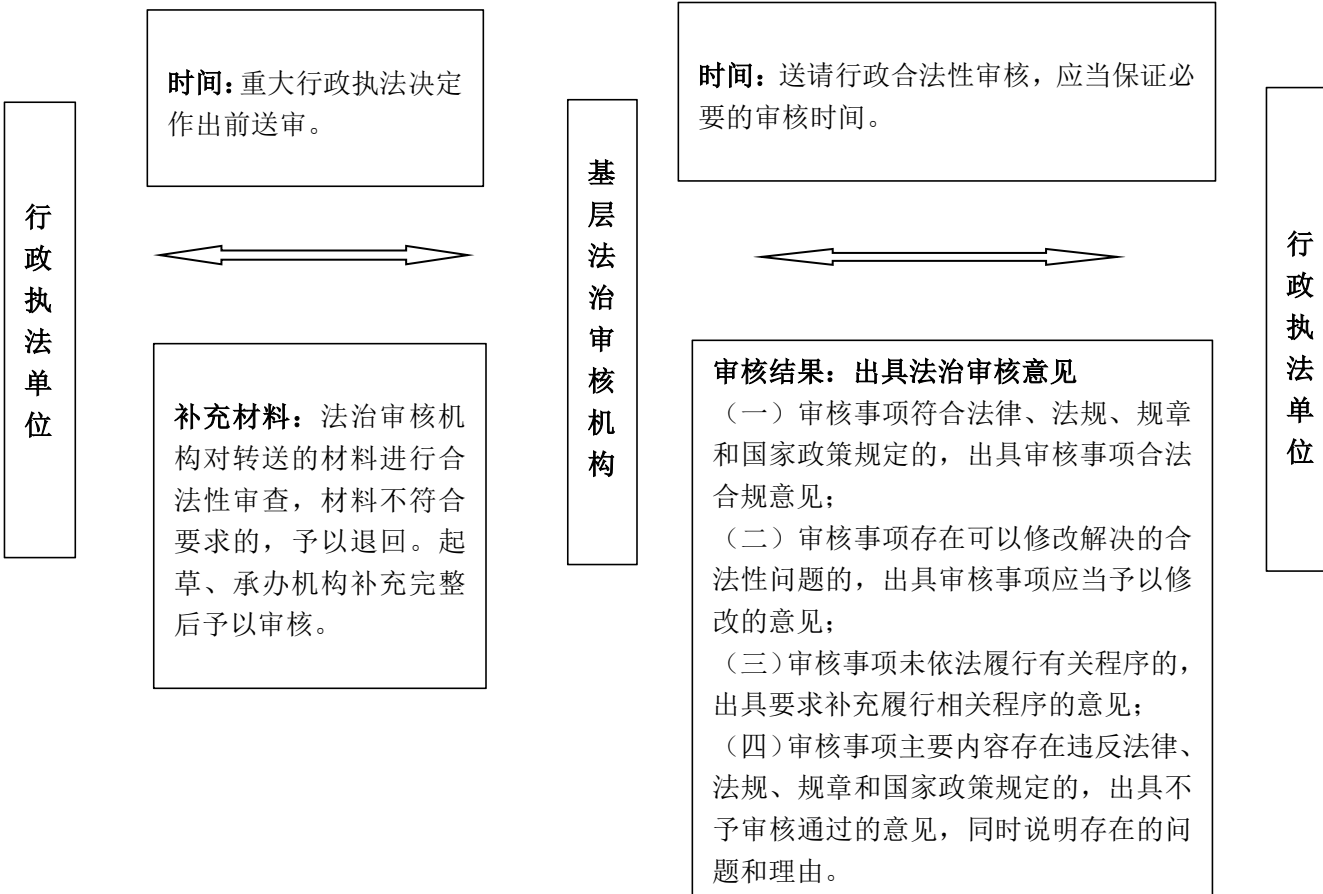 行政执法单位
时间：重大行政执法决定
作出前送审。
补充材料：法治审核机
构对转送的材料进行合
法性审查，材料不符合
要求的，予以退回。起
草、承办机构补充完整
后予以审核。
基层法治审核机构
时间：送请行政合法性审核，应当保证必
要的审核时间。
审核结果：出具法治审核意见
（一）审核事项符合法律、法规、规章
和国家政策规定的，出具审核事项合法
合规意见；
（二）审核事项存在可以修改解决的合
法性问题的，出具审核事项应当予以修
改的意见；
（三）审核事项未依法履行有关程序的，
出具要求补充履行相关程序的意见；
（四）审核事项主要内容存在违反法律、
法规、规章和国家政策规定的，出具不
予审核通过的意见，同时说明存在的问
题和理由。
行政执法单位